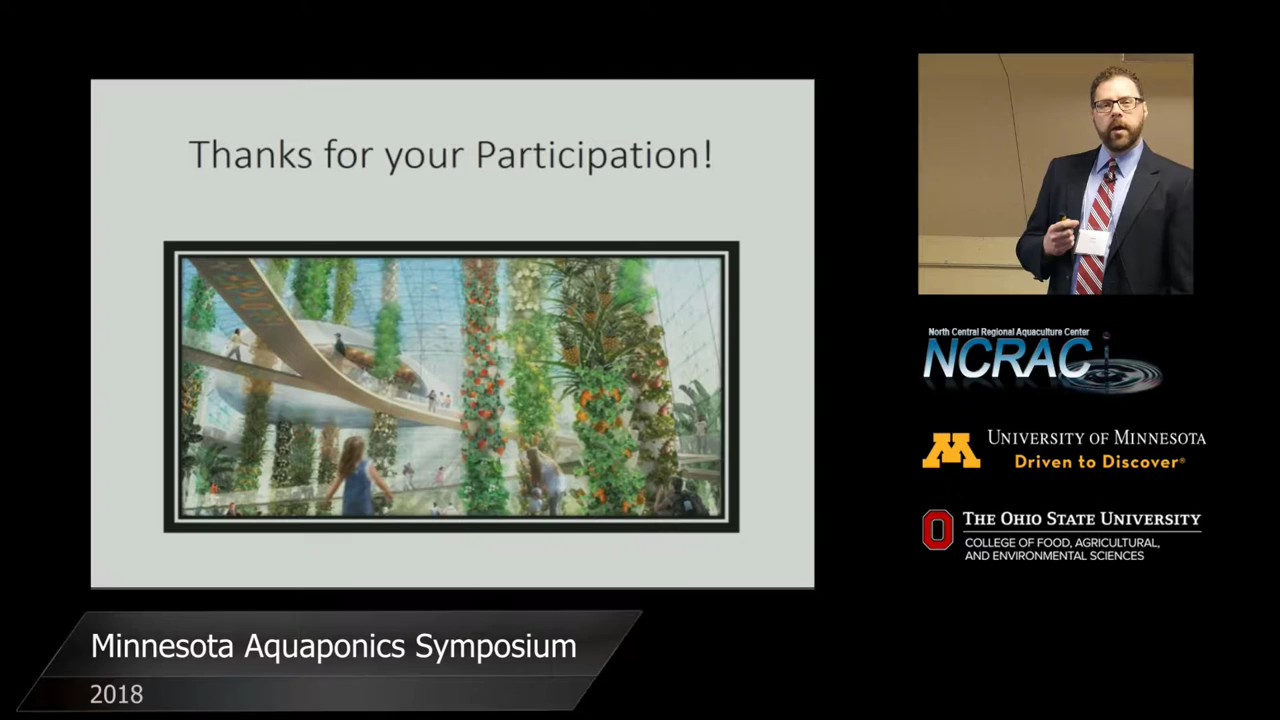 Thanks for your Participation!
North Central Regional Aquaculture Center
NCRAC
M
UNIVERSITY OF MINNESOTA
Driven to Discover®
O
THE OHIO STATE UNIVERSITY
COLLEGE OF FOOD, AGRICULTURAL,
AND ENVIRONMENTAL SCIENCES
Minnesota Aquaponics Symposium
2018